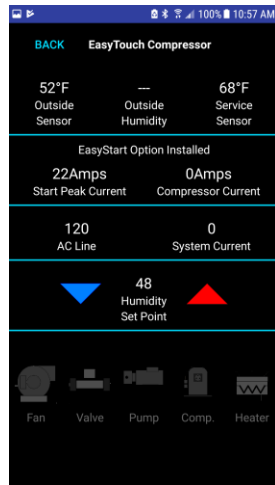 100% 10:57 AM
BACK EasyTouch Compressor
52°F --- 68°F
Outside Outside Service
Sensor Humidity Sensor
EasyStart Option Installed
22Amps 0Amps
Start Peak Current Compressor Current
120 0
AC Line System Current
48
Humidity
Set Point
Fan Valve Pump Comp. Heater